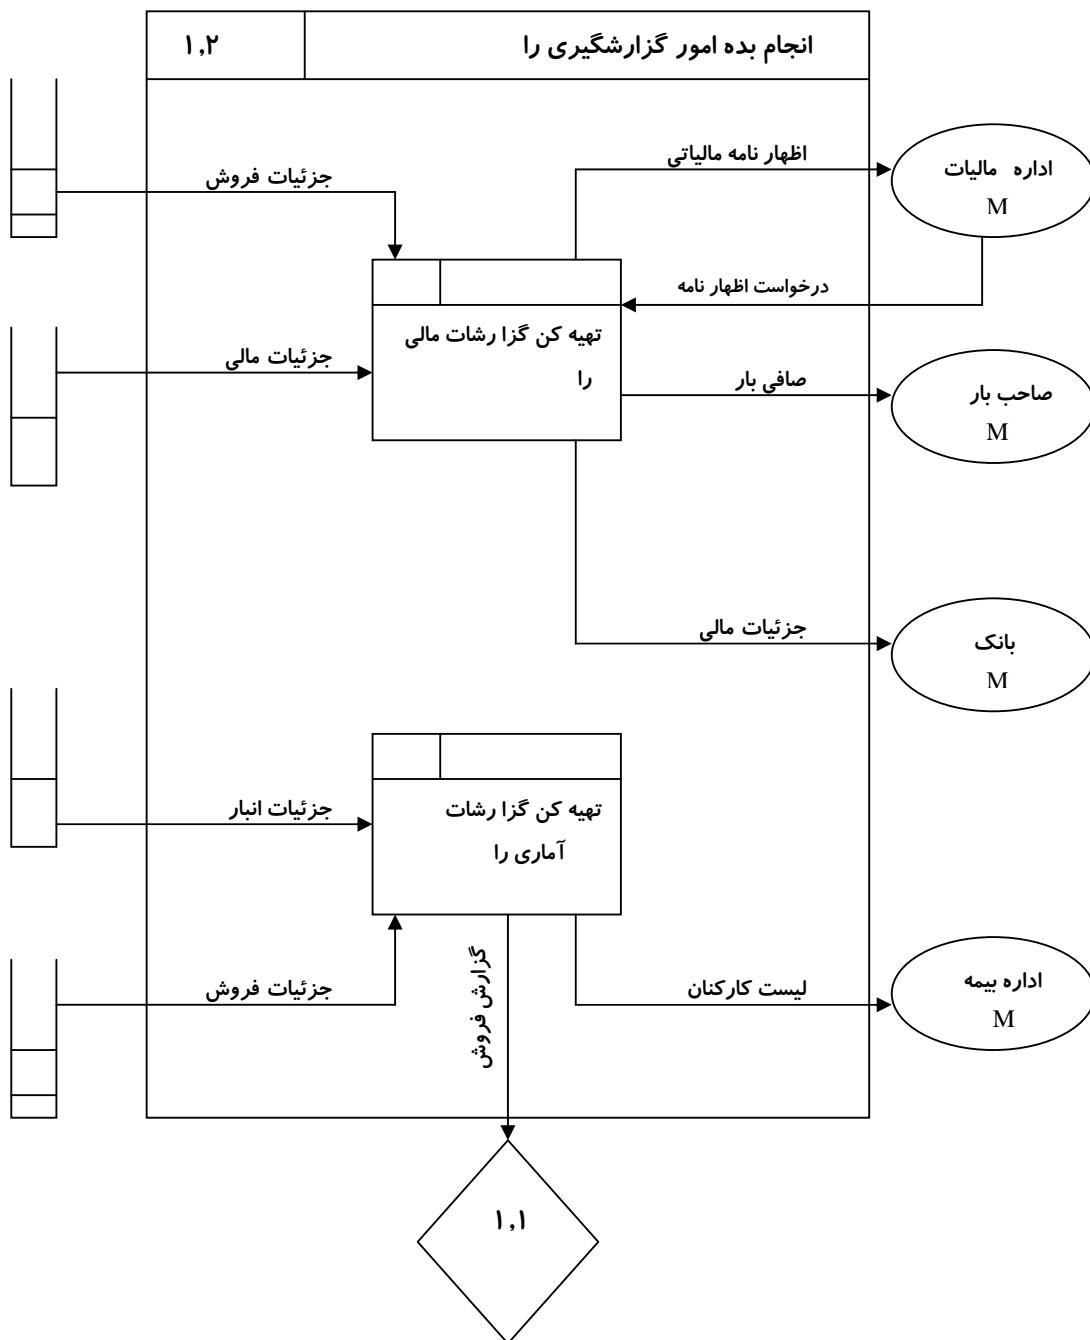 انجام بده امور گزارشگیری را
۱,۲
اظهار نامه مالیاتی
اداره مالیات
M
جزئیات فروش
درخواست اظهار نامه
تهیه کن گزا رشات مالی
را
جزئیات مالی
صافی بار
صاحب بار
M
جزئیات مالی
بانک
M
تهیه کن گزا رشات
آماری را
جزئیات انبار
گزارش فروش
لیست کارکنان
جزئیات فروش
اداره بیمه
M
۱,۱